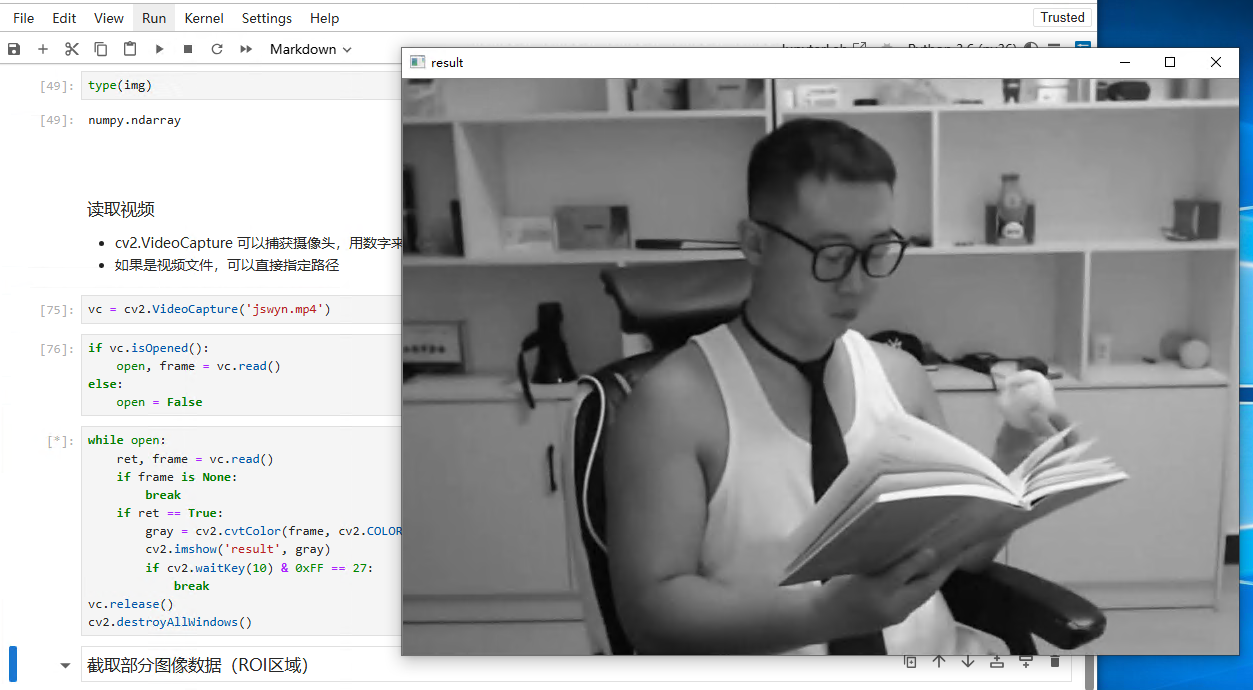 File Edit View Run Kernel Settings Help
Trusted
Markdown
result
[49]: type(img)
[49]: numpy.ndarray
读取视频
cv2.VideoCapture 可以捕获摄像头，用数字来
如果是视频文件，可以直接指定路径
[75]: vc = cv2.VideoCapture('jswyn.mp4')
[76]: if vc.isOpened():
open, frame = vc.read()
else:
open = False
[*]: while open:
ret, frame = vc.read()
if frame is None:
break
if ret == True:
gray = cv2.cvtColor(frame, cv2.COLOR
cv2.imshow('result', gray)
if cv2.waitKey(10) & 0xFF == 27:
break
vc.release()
cv2.destroyAllWindows()
截取部分图像数据（ROI区域）